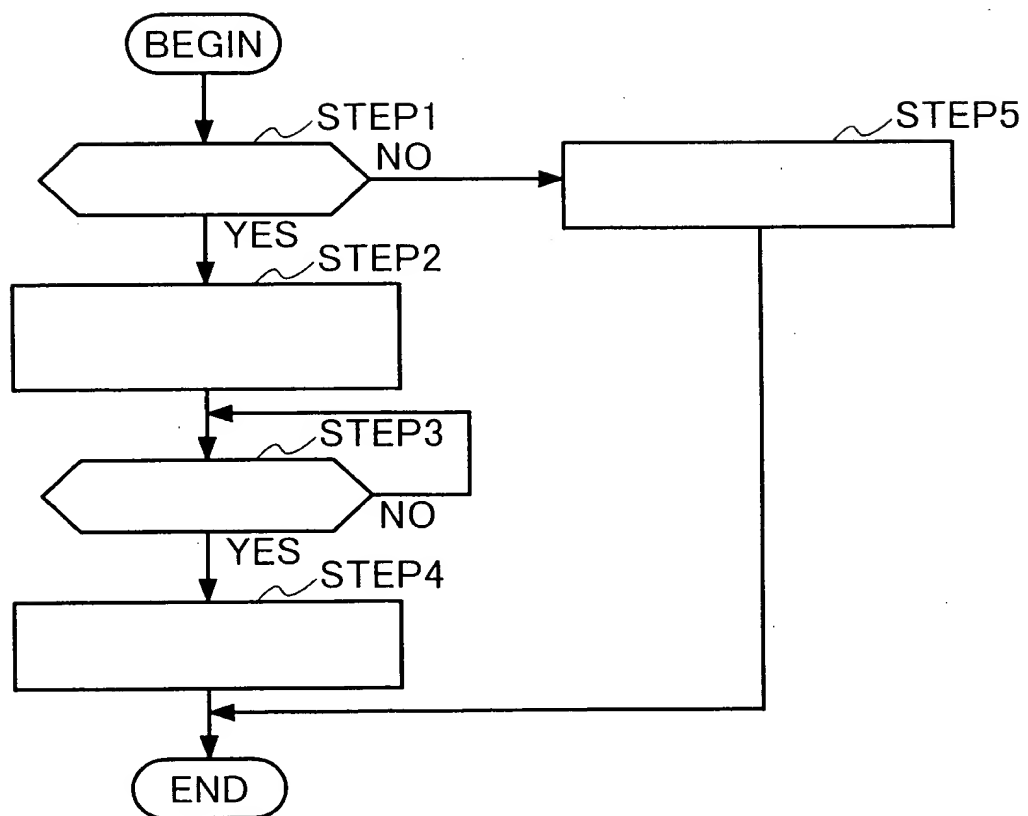 BEGIN
STEP1
NO
STEP5
YES
STEP2
STEP3
NO
YES
STEP4
END